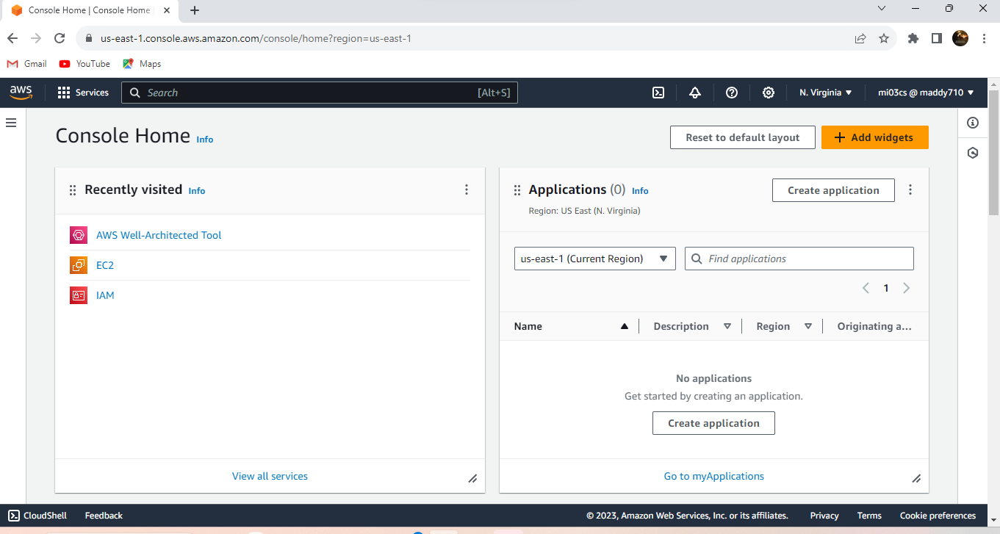 Console Home | Console Home
us-east-1.console.aws.amazon.com/console/home?region=us-east-1
Gmail YouTube Maps
aws Services Search [Alt+S] N. Virginia mi03cs @ maddy710
Console Home Info Reset to default layout Add widgets
Recently visited Info
AWS Well-Architected Tool
EC2
IAM
View all services
Applications (0) Info Create application
Region: US East (N. Virginia)
us-east-1 (Current Region) Find applications
1
Name Description Region Originating a...
No applications
Get started by creating an application.
Create application
Go to myApplications
CloudShell Feedback © 2023, Amazon Web Services, Inc. or its affiliates. Privacy Terms Cookie preferences